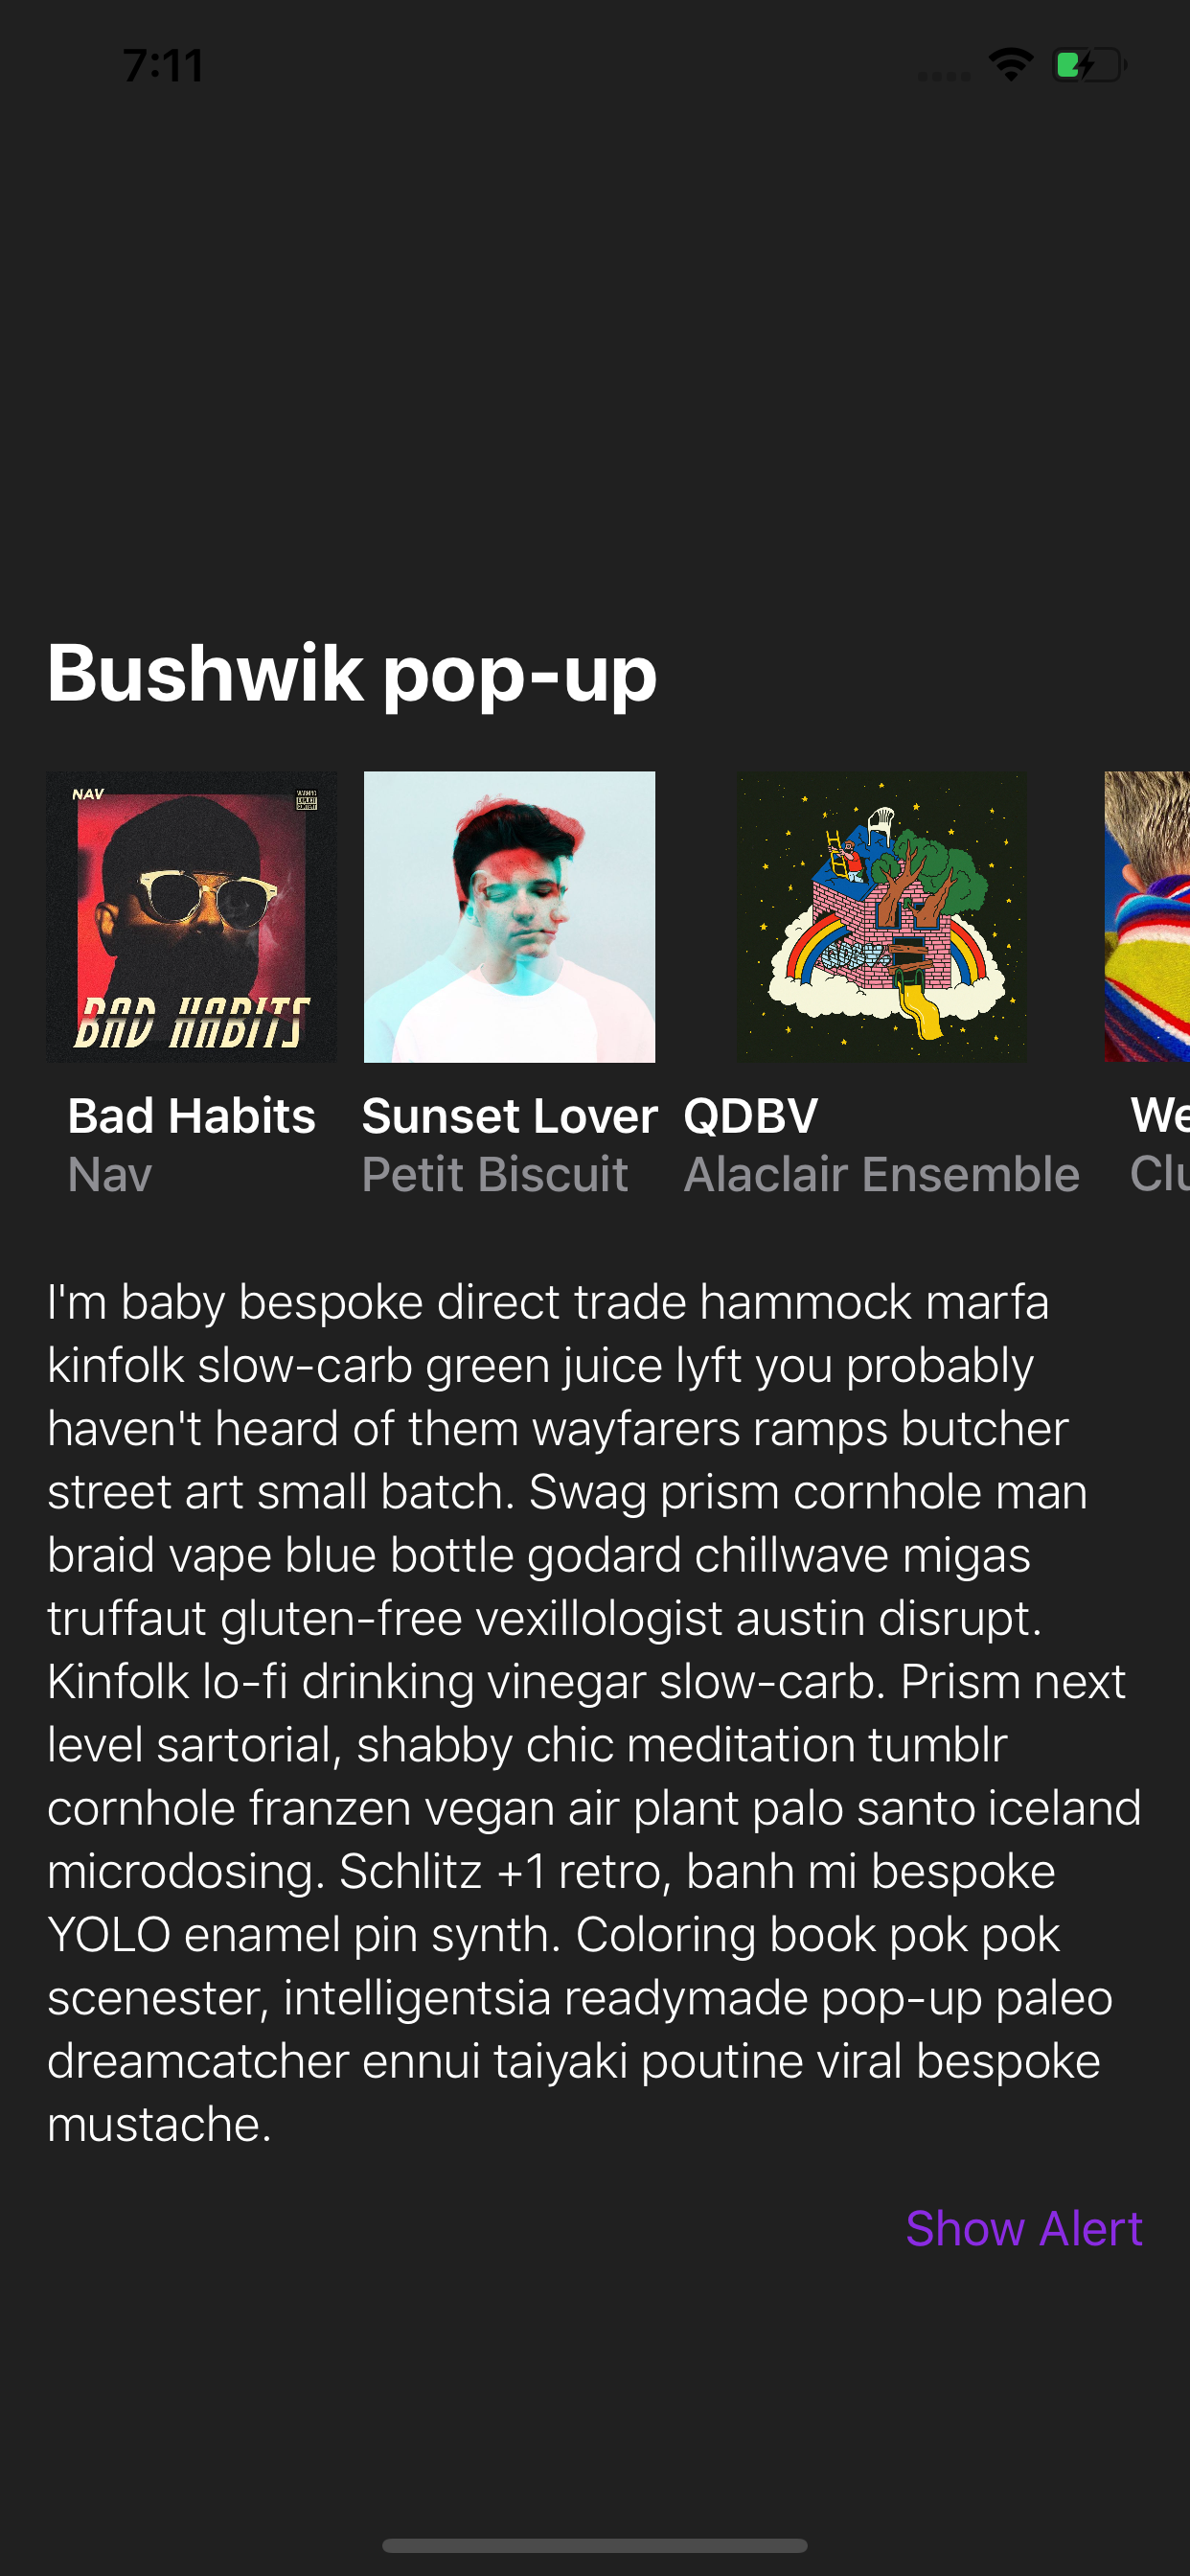 7:11
Bushwik pop-up
NAV
BAD HABITS
QDBV
Bad Habits
Sunset Lover
QDBV
We
Nav
Petit Biscuit
Alaclair Ensemble
Clu
I'm baby bespoke direct trade hammock marfa
kinfolk slow-carb green juice lyft you probably
haven't heard of them wayfarers ramps butcher
street art small batch. Swag prism cornhole man
braid vape blue bottle godard chillwave migas
truffaut gluten-free vexillologist austin disrupt.
Kinfolk lo-fi drinking vinegar slow-carb. Prism next
level sartorial, shabby chic meditation tumblr
cornhole franzen vegan air plant palo santo iceland
microdosing. Schlitz +1 retro, banh mi bespoke
YOLO enamel pin synth. Coloring book pok pok
scenester, intelligentsia readymade pop-up paleo
dreamcatcher ennui taiyaki poutine viral bespoke
mustache.
Show Alert